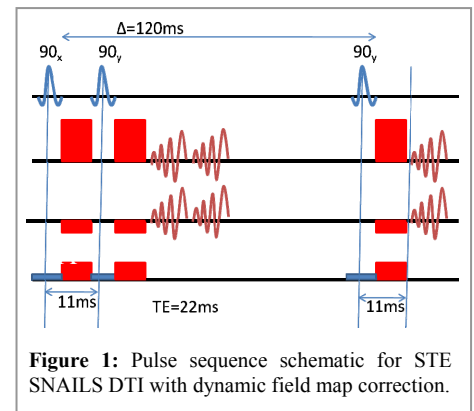 Δ=120ms
90x 90y 90y
11ms TE=22ms 11ms
Figure 1: Pulse sequence schematic for STE
SNAILS DTI with dynamic field map correction.